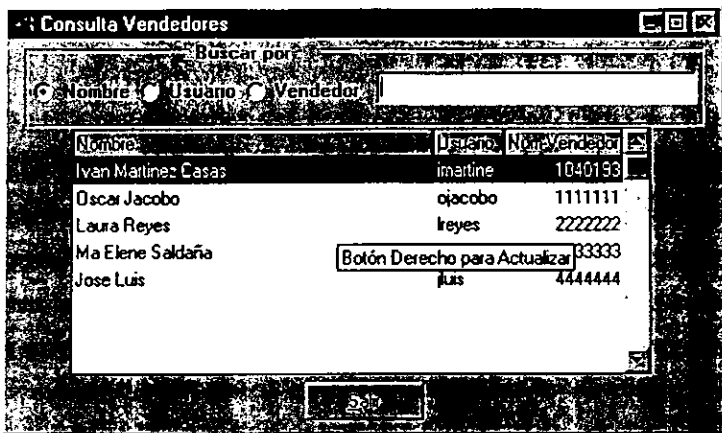 Consulta Vendedores
Buscar por
Nombre Usuario Vendedor
Nombre Usuario Num Vendedor
Ivan Martinez Casas imartine 1040193
Oscar Jacobo ojacobo 1111111
Laura Reyes lreyes 2222222
Ma Elene Saldaña 33333
Botón Derecho para Actualizar
Jose Luis jluis 4444444